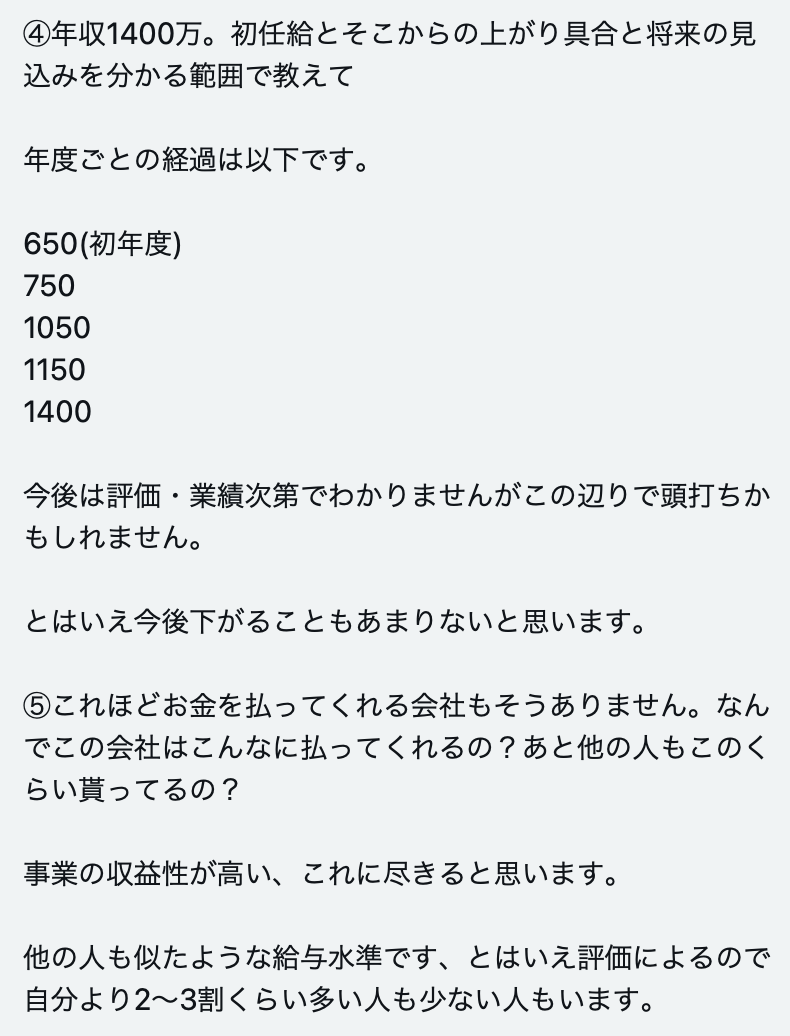 ④年収1400万。初任給とそこからの上がり具合と将来の見
込みを分かる範囲で教えて
年度ごとの経過は以下です。
650(初年度)
750
1050
1150
1400
今後は評価・業績次第でわかりませんがこの辺りで頭打ちか
もしれません。
とはいえ今後下がることもあまりないと思います。
⑤これほどお金を払ってくれる会社もそうありません。なん
でこの会社はこんなに払ってくれるの？あと他の人もこのく
らい貰ってるの？
事業の収益性が高い、これに尽きると思います。
他の人も似たような給与水準です、とはいえ評価によるので
自分より2〜3割くらい多い人も少ない人もいます。